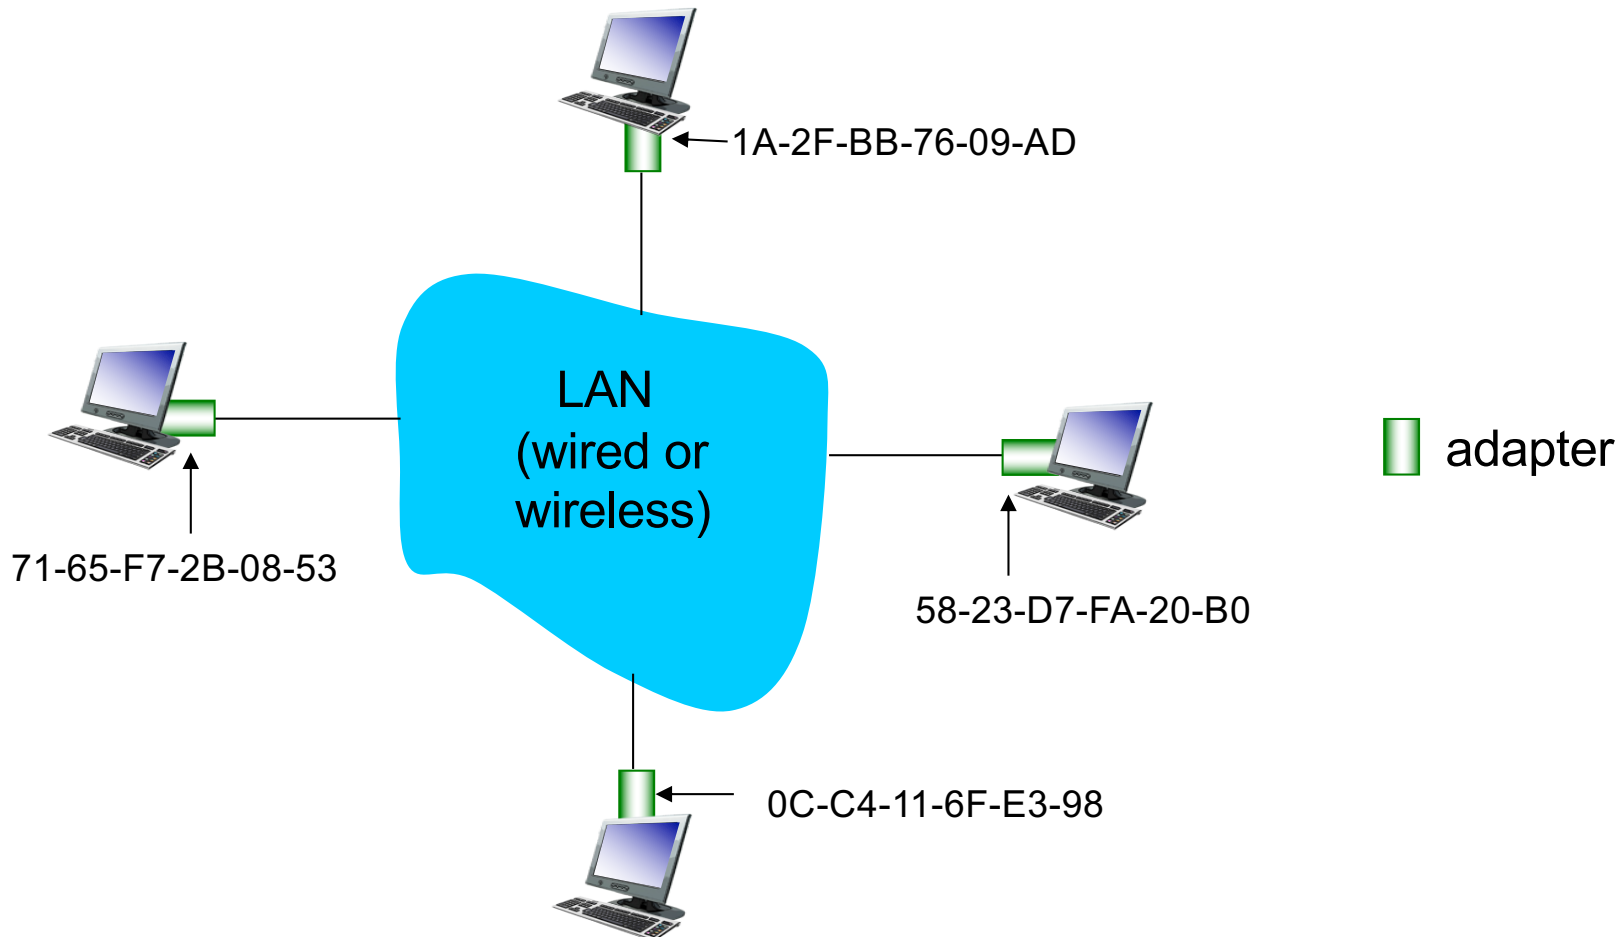 1A-2F-BB-76-09-AD
LAN
(wired or
wireless)
adapter
71-65-F7-2B-08-53
58-23-D7-FA-20-B0
0C-C4-11-6F-E3-98